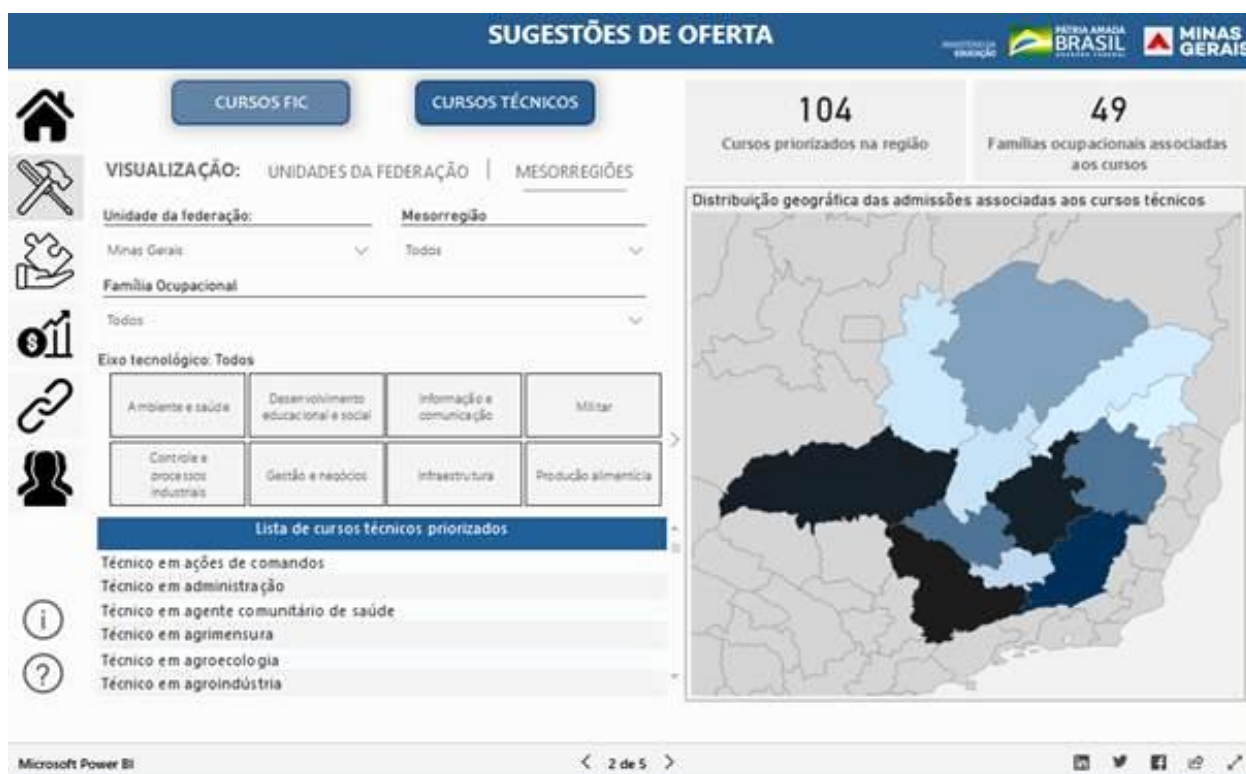 SUGESTÕES DE OFERTA
MINISTÉRIO DA
EDUCAÇÃO
PÁTRIA AMADA
BRASIL
MINAS
GERAIS
CURSOS FIC
CURSOS TÉCNICOS
VISUALIZAÇÃO:
UNIDADES DA FEDERAÇÃO
MESORREGIÕES
Unidade da federação:
Mesorregião
Minas Gerais
Todos
Família Ocupacional
Todos
Eixo tecnológico: Todos
Ambiente e saúde
Desenvolvimento
educacional e social
Informação e
comunicação
Militar
Controle e
processos
industriais
Gestão e negócios
Infraestrutura
Produção alimentícia
Lista de cursos técnicos priorizados
Técnico em ações de comandos
Técnico em administração
Técnico em agente comunitário de saúde
Técnico em agrimensura
Técnico em agroecologia
Técnico em agroindústria
104
Cursos priorizados na região
49
Famílias ocupacionais associadas
aos cursos
Distribuição geográfica das admissões associadas aos cursos técnicos
Microsoft Power BI
2 de 5